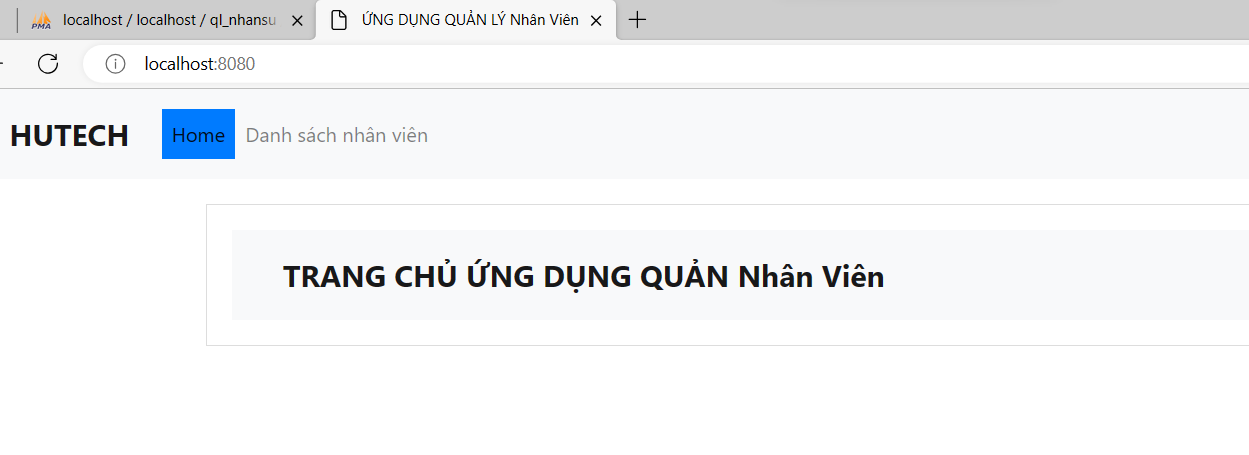 PMA localhost / localhost / ql_nhansu ỨNG DỤNG QUẢN LÝ Nhân Viên
localhost:8080
HUTECH Home Danh sách nhân viên
TRANG CHỦ ỨNG DỤNG QUẢN Nhân Viên